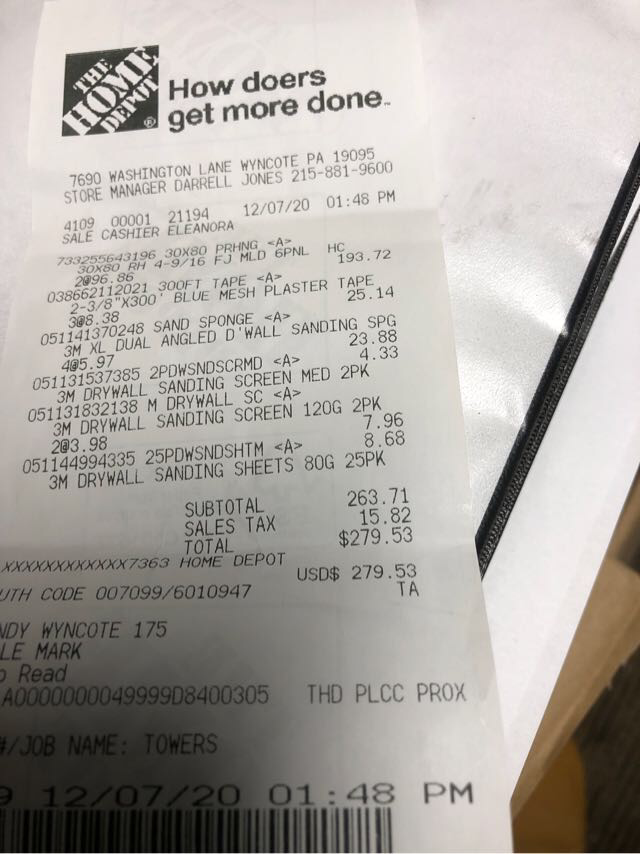 THE
HOME
DEPOT
®
How doers
get more done.™
7690 WASHINGTON LANE WYNCOTE PA 19095
STORE MANAGER DARRELL JONES 215-881-9600
4109 00001 21194 12/07/20 01:48 PM
SALE CASHIER ELEANORA
733255643196 30X80 PRHNG <A> HC
30X80 RH 4-9/16 FJ MLD 6PNL
2@96.86 193.72
038662112021 300FT TAPE <A>
2-3/8"X300' BLUE MESH PLASTER TAPE
3@8.38 25.14
051141370248 SAND SPONGE <A>
3M XL DUAL ANGLED D'WALL SANDING SPG
4@5.97 23.88
051131537385 2PDWSNDSCRMD <A> 4.33
3M DRYWALL SANDING SCREEN MED 2PK
051131832138 M DRYWALL SC <A>
3M DRYWALL SANDING SCREEN 120G 2PK
2@3.98 7.96
051144994335 25PDWSNDSHTM <A> 8.68
3M DRYWALL SANDING SHEETS 80G 25PK
SUBTOTAL 263.71
SALES TAX 15.82
TOTAL $279.53
XXXXXXXXXXXX7363 HOME DEPOT
USD$ 279.53
UTH CODE 007099/6010947 TA
NDY WYNCOTE 175
LE MARK
p Read
A0000000049999D8400305 THD PLCC PROX
#/JOB NAME: TOWERS
9 12/07/20 01:48 PM